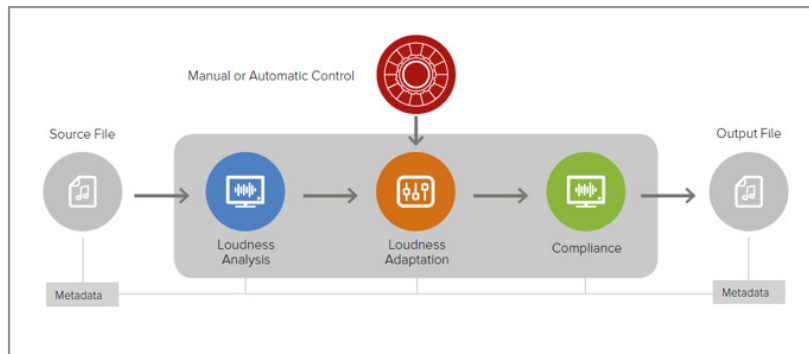 Manual or Automatic Control
Source File
Output File
Loudness
Analysis
Loudness
Adaptation
Compliance
Metadata
Metadata